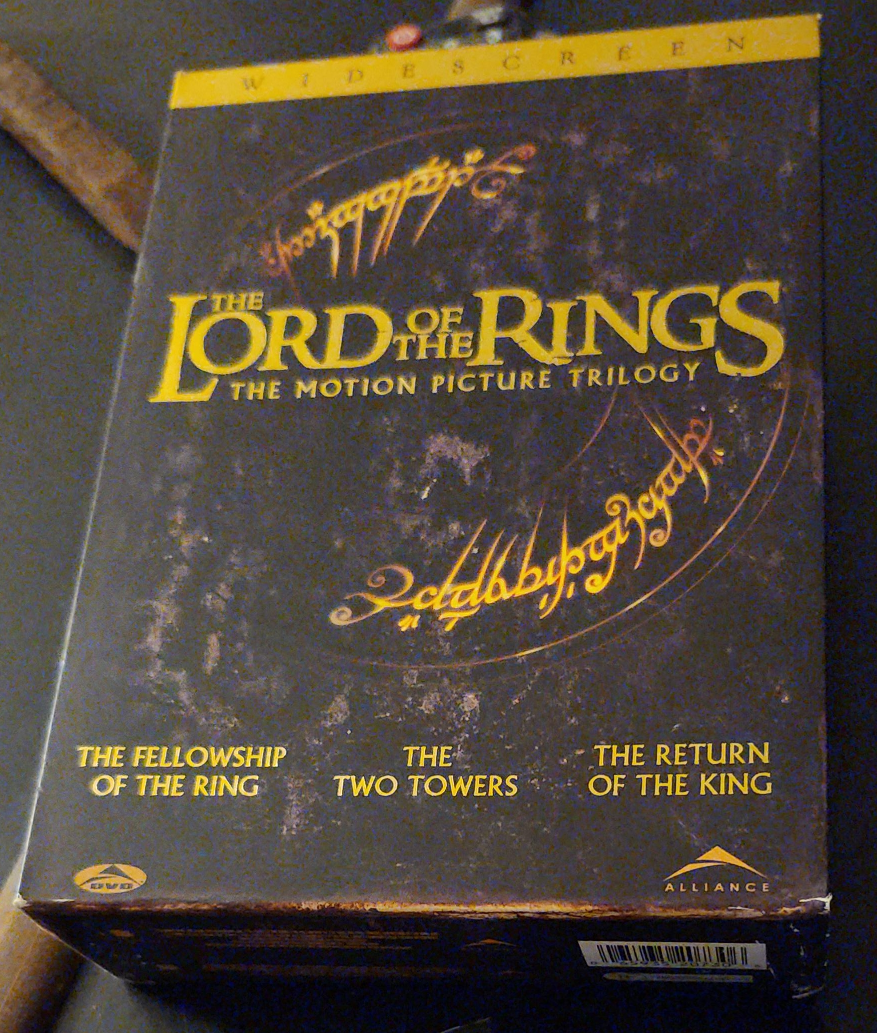 WIDESCREEN
THE
LORD OF THE RINGS
THE MOTION PICTURE TRILOGY
THE FELLOWSHIP
OF THE RING
THE
TWO TOWERS
THE RETURN
OF THE KING
DVD
ALLIANCE